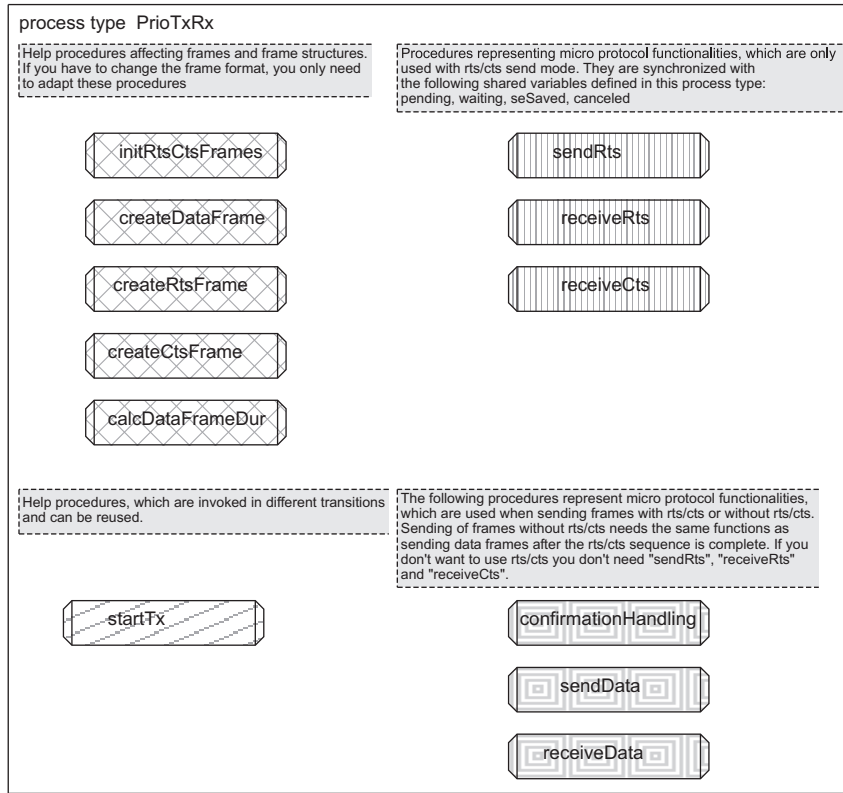 process type  PrioTxRx
Help procedures affecting frames and frame structures.
If you have to change the frame format, you only need
to adapt these procedures
Procedures representing micro protocol functionalities, which are only
used with rts/cts send mode. They are synchronized with
the following shared variables defined in this process type:
pending, waiting, seSaved, canceled
initRtsCtsFrames
createDataFrame
createRtsFrame
createCtsFrame
calcDataFrameDur
sendRts
receiveRts
receiveCts
Help procedures, which are invoked in different transitions
and can be reused.
The following procedures represent micro protocol functionalities,
which are used when sending frames with rts/cts or without rts/cts.
Sending of frames without rts/cts needs the same functions as
sending data frames after the rts/cts sequence is complete. If you
don't want to use rts/cts you don't need "sendRts", "receiveRts"
and "receiveCts".
startTx
confirmationHandling
sendData
receiveData